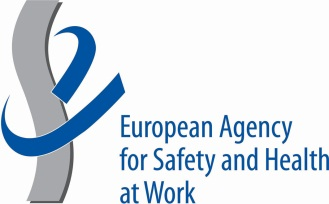 European Agency
for Safety and Health
at Work